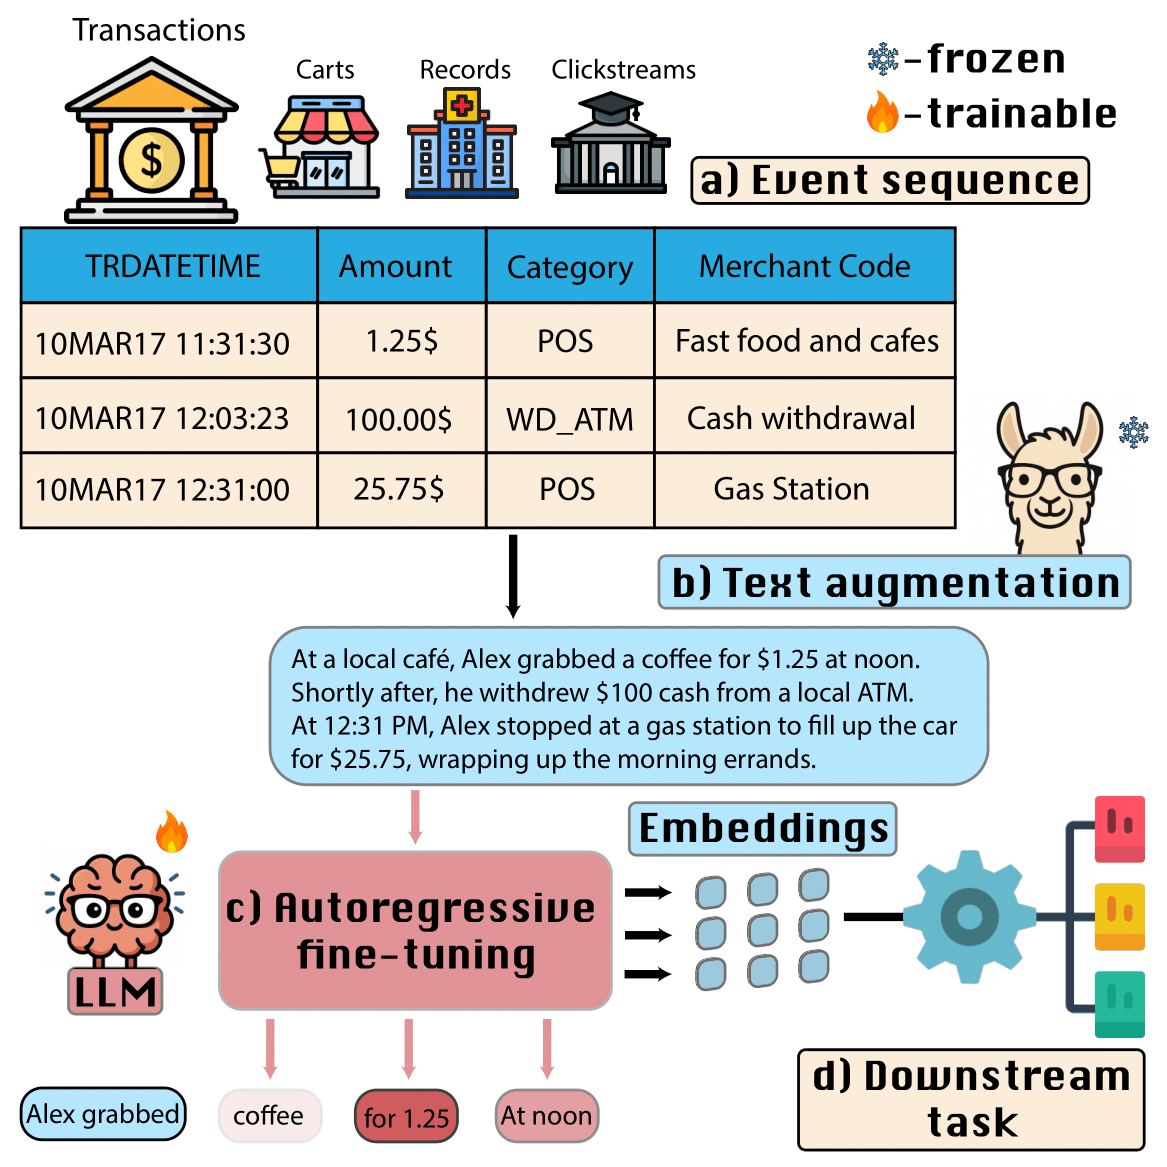 Transactions
Carts
Records
Clickstreams
-frozen
-trainable
a) Event sequence
$
TRDATETIME Amount Category Merchant Code
10MAR17 11:31:30 1.25$ POS Fast food and cafes
10MAR17 12:03:23 100.00$ WD_ATM Cash withdrawal
10MAR17 12:31:00 25.75$ POS Gas Station
b) Text augmentation
At a local café, Alex grabbed a coffee for $1.25 at noon.
Shortly after, he withdrew $100 cash from a local ATM.
At 12:31 PM, Alex stopped at a gas station to fill up the car
for $25.75, wrapping up the morning errands.
Embeddings
c) Autoregressive
fine-tuning
LLM
d) Downstream
task
Alex grabbed
coffee
for 1.25
At noon